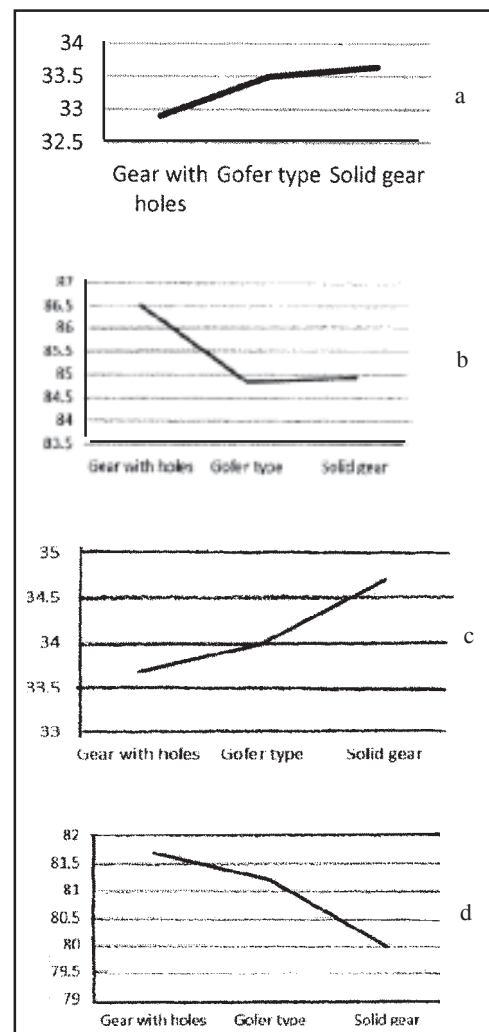 34
33.5
33
32.5
a
Gear with Gofer type Solid gear
holes
87
86.5
86
85.5
85
84.5
84
83.5
b
Gear with holes Gofer type Solid gear
35
34.5
34
33.5
33
c
Gear with holes Gofer type Solid gear
82
81.5
81
80.5
80
79.5
79
d
Gear with holes Gofer type Solid gear